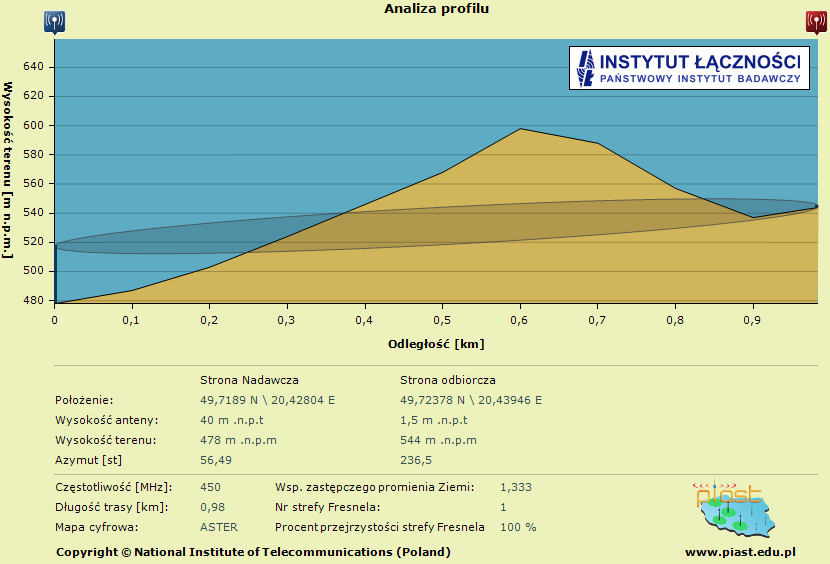 Analiza profilu
INSTYTUT ŁĄCZNOŚCI
PAŃSTWOWY INSTYTUT BADAWCZY
Wysokość terenu [m n.p.m.]
640
620
600
580
560
540
520
500
480
0 0,1 0,2 0,3 0,4 0,5 0,6 0,7 0,8 0,9
Odległość [km]
Strona Nadawcza Strona odbiorcza
Położenie: 49,7189 N \ 20,42804 E 49,72378 N \ 20,43946 E
Wysokość anteny: 40 m .n.p.t 1,5 m .n.p.t
Wysokość terenu: 478 m .n.p.m 544 m .n.p.m
Azymut [st] 56,49 236,5
Częstotliwość [MHz]: 450 Wsp. zastępczego promienia Ziemi: 1,333
Długość trasy [km]: 0,98 Nr strefy Fresnela: 1
Mapa cyfrowa: ASTER Procent przejrzystości strefy Fresnela 100 %
piast
Copyright © National Institute of Telecommunications (Poland) www.piast.edu.pl